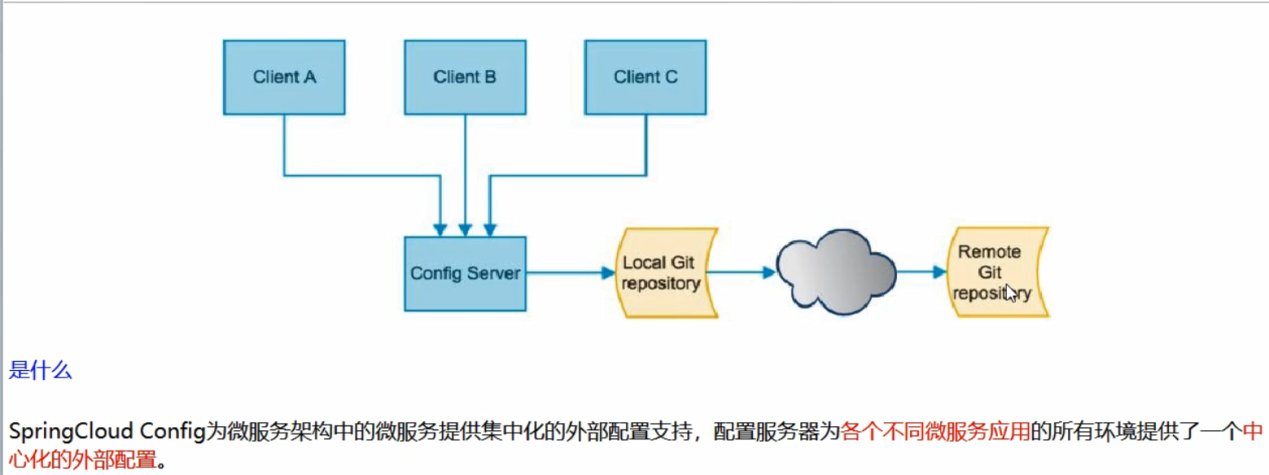 Client A
Client B
Client C
Config Server
Local Git
repository
Remote
Git
repository
是什么
SpringCloud Config为微服务架构中的微服务提供集中化的外部配置支持，配置服务器为各个不同微服务应用的所有环境提供了一个中
心化的外部配置。